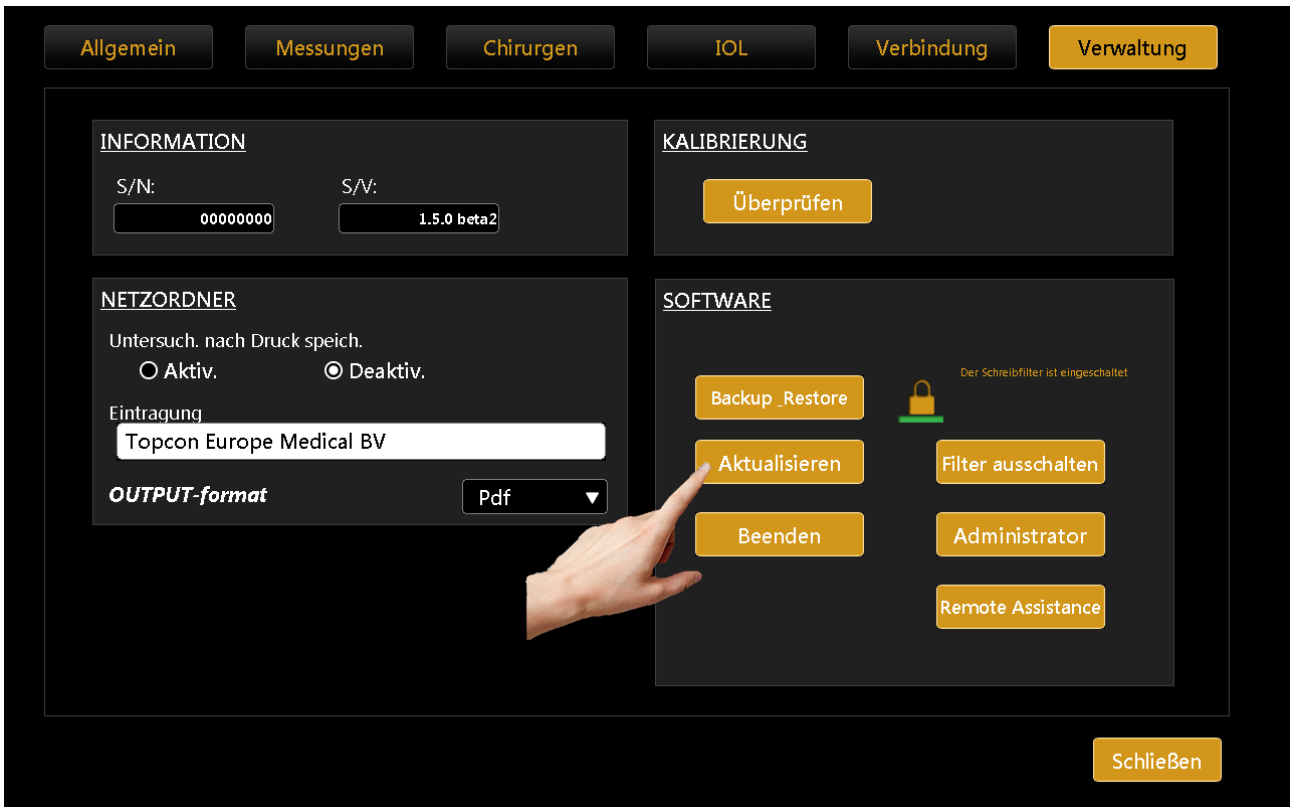 Allgemein
Messungen
Chirurgen
IOL
Verbindung
Verwaltung
INFORMATION
S/N:
S/V:
00000000
1.5.0 beta2
KALIBRIERUNG
Überprüfen
NETZORDNER
Untersuch. nach Druck speich.
Aktiv.
Deaktiv.
Eintragung
Topcon Europe Medical BV
OUTPUT-format
Pdf
SOFTWARE
Der Schreibfilter ist eingeschaltet
Backup _Restore
Aktualisieren
Filter ausschalten
Beenden
Administrator
Remote Assistance
Schließen